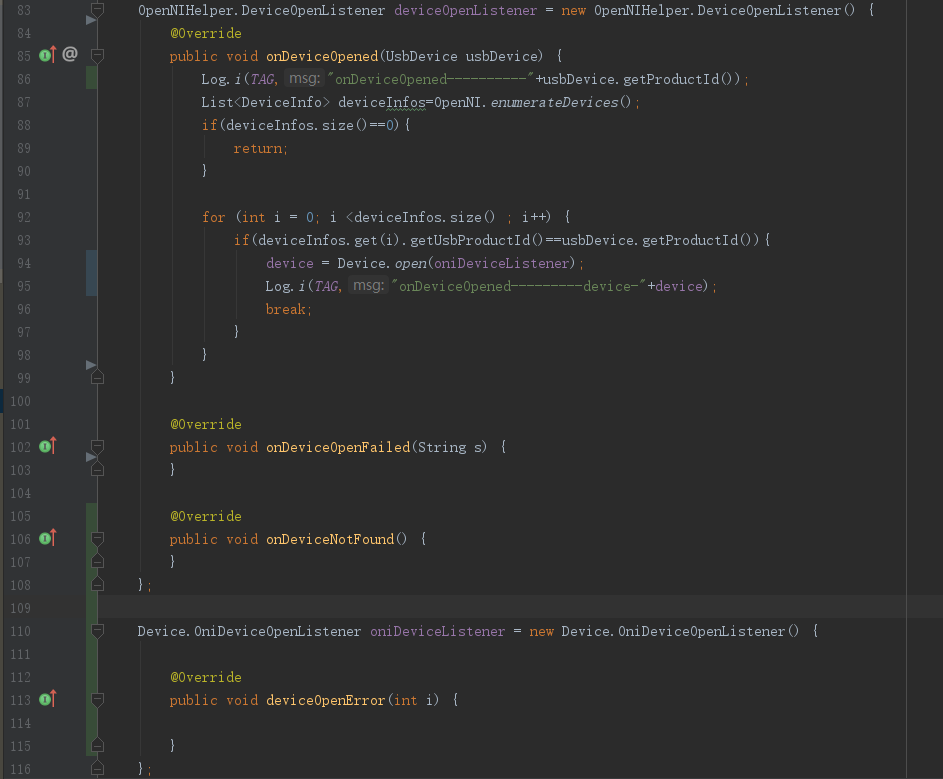 83 OpenNIHelper.DeviceOpenListener deviceOpenListener = new OpenNIHelper.DeviceOpenListener() {
84 @Override
85 @ public void onDeviceOpened(UsbDevice usbDevice) {
86 Log.i(TAG, msg: "onDeviceOpened----------"+usbDevice.getProductId());
87 List<DeviceInfo> deviceInfos=OpenNI.enumerateDevices();
88 if(deviceInfos.size()==0){
89 return;
90 }
91
92 for (int i = 0; i <deviceInfos.size() ; i++) {
93 if(deviceInfos.get(i).getUsbProductId()==usbDevice.getProductId()){
94 device = Device.open(oniDeviceListener);
95 Log.i(TAG, msg: "onDeviceOpened---------device-"+device);
96 break;
97 }
98 }
99 }
100
101 @Override
102 public void onDeviceOpenFailed(String s) {
103 }
104
105 @Override
106 public void onDeviceNotFound() {
107 }
108 };
109
110 Device.OniDeviceOpenListener oniDeviceListener = new Device.OniDeviceOpenListener() {
111
112 @Override
113 public void deviceOpenError(int i) {
114
115 }
116 };